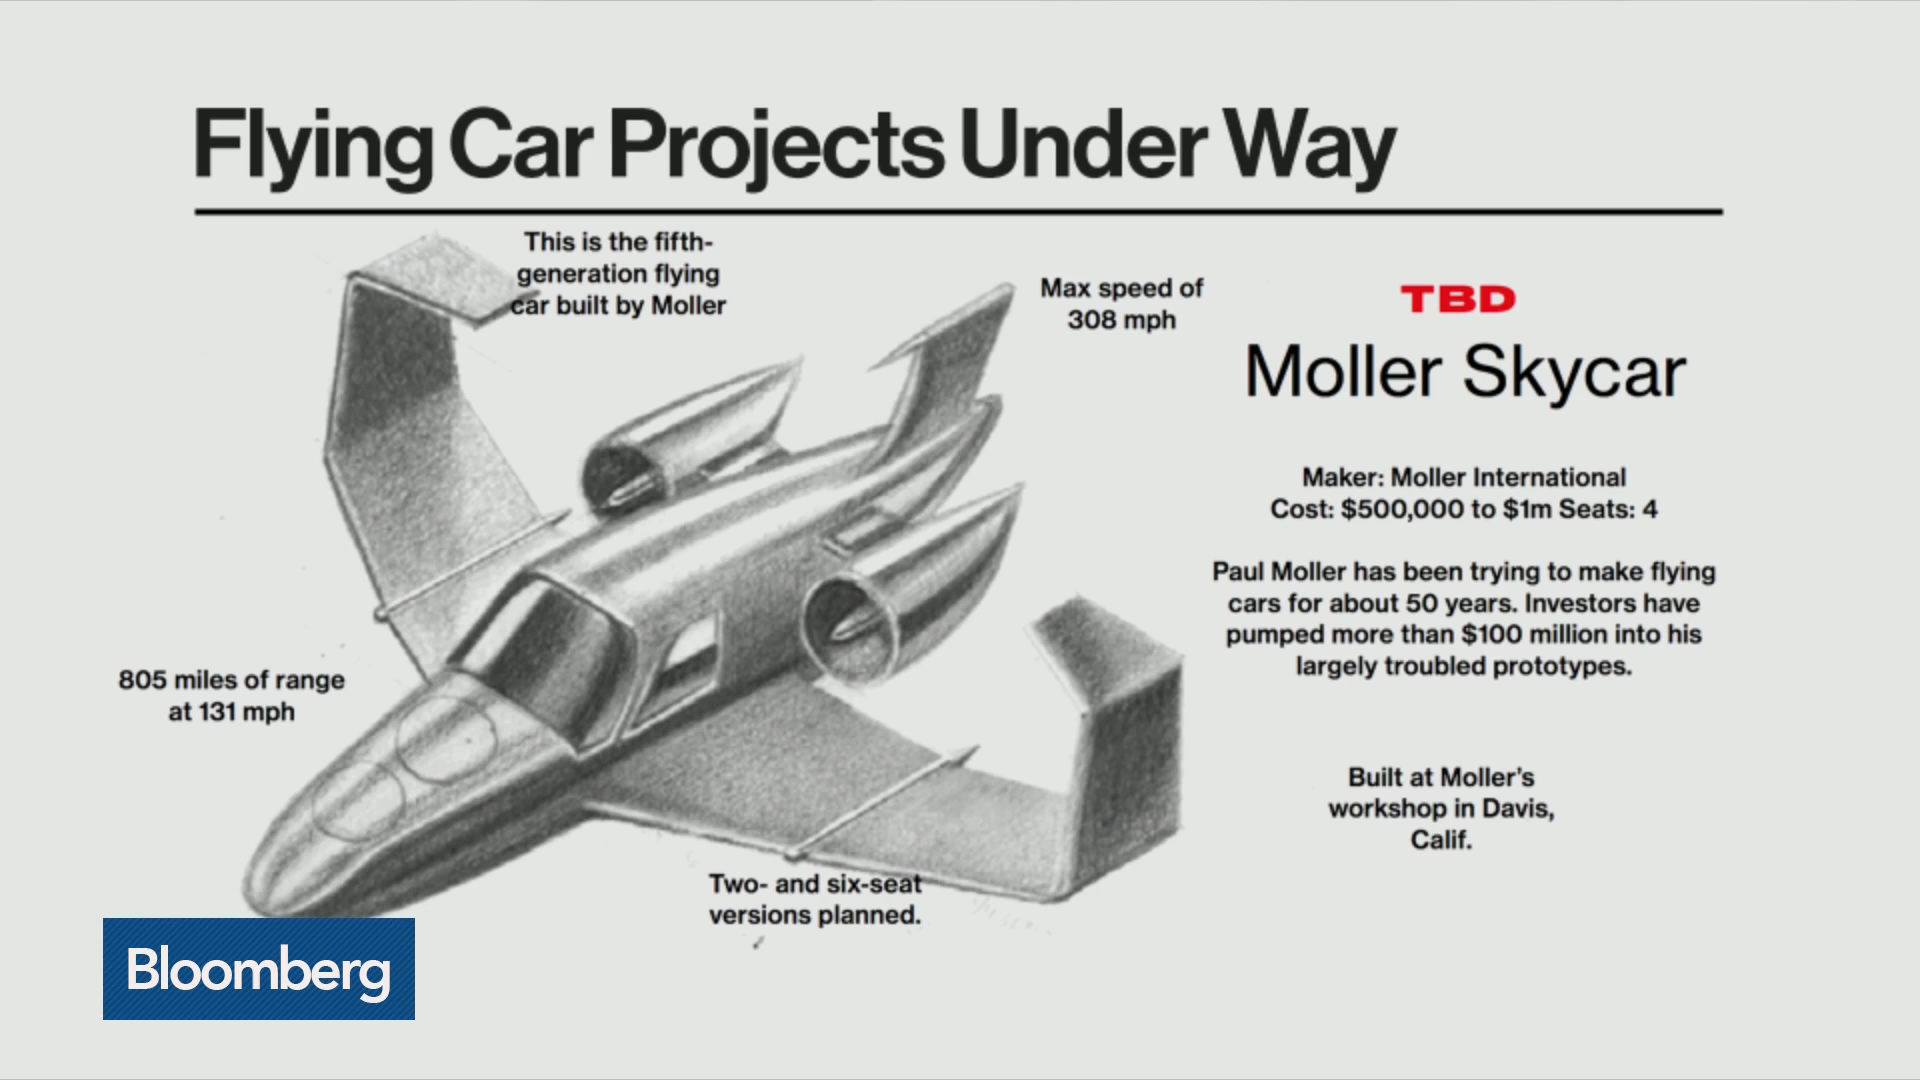 Flying Car Projects Under Way
This is the fifth-
generation flying
car built by Moller
Max speed of
308 mph
TBD
Moller Skycar
Maker: Moller International
Cost: $500,000 to $1m Seats: 4
Paul Moller has been trying to make flying
cars for about 50 years. Investors have
pumped more than $100 million into his
largely troubled prototypes.
805 miles of range
at 131 mph
Built at Moller’s
workshop in Davis,
Calif.
Two- and six-seat
versions planned.
Bloomberg